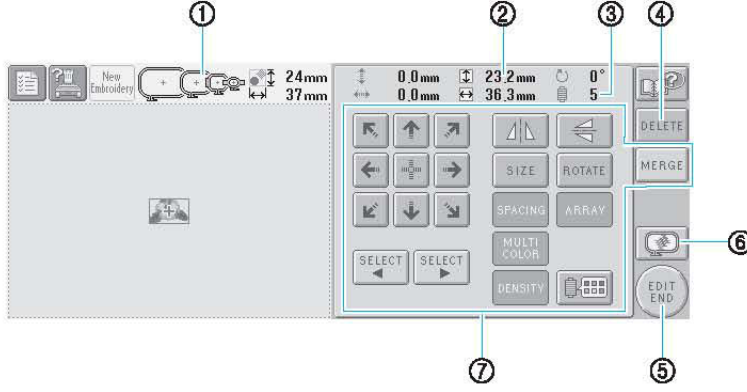 ① ② ③ ④
New
Embroidery
24mm
37mm
0.0mm 23.2mm 0°
0.0mm 36.3mm 5
DELETE
MERGE
SIZE ROTATE
SPACING ARRAY
MULTI
COLOR
SELECT SELECT
DENSITY
EDIT
END
⑥
⑦ ⑤